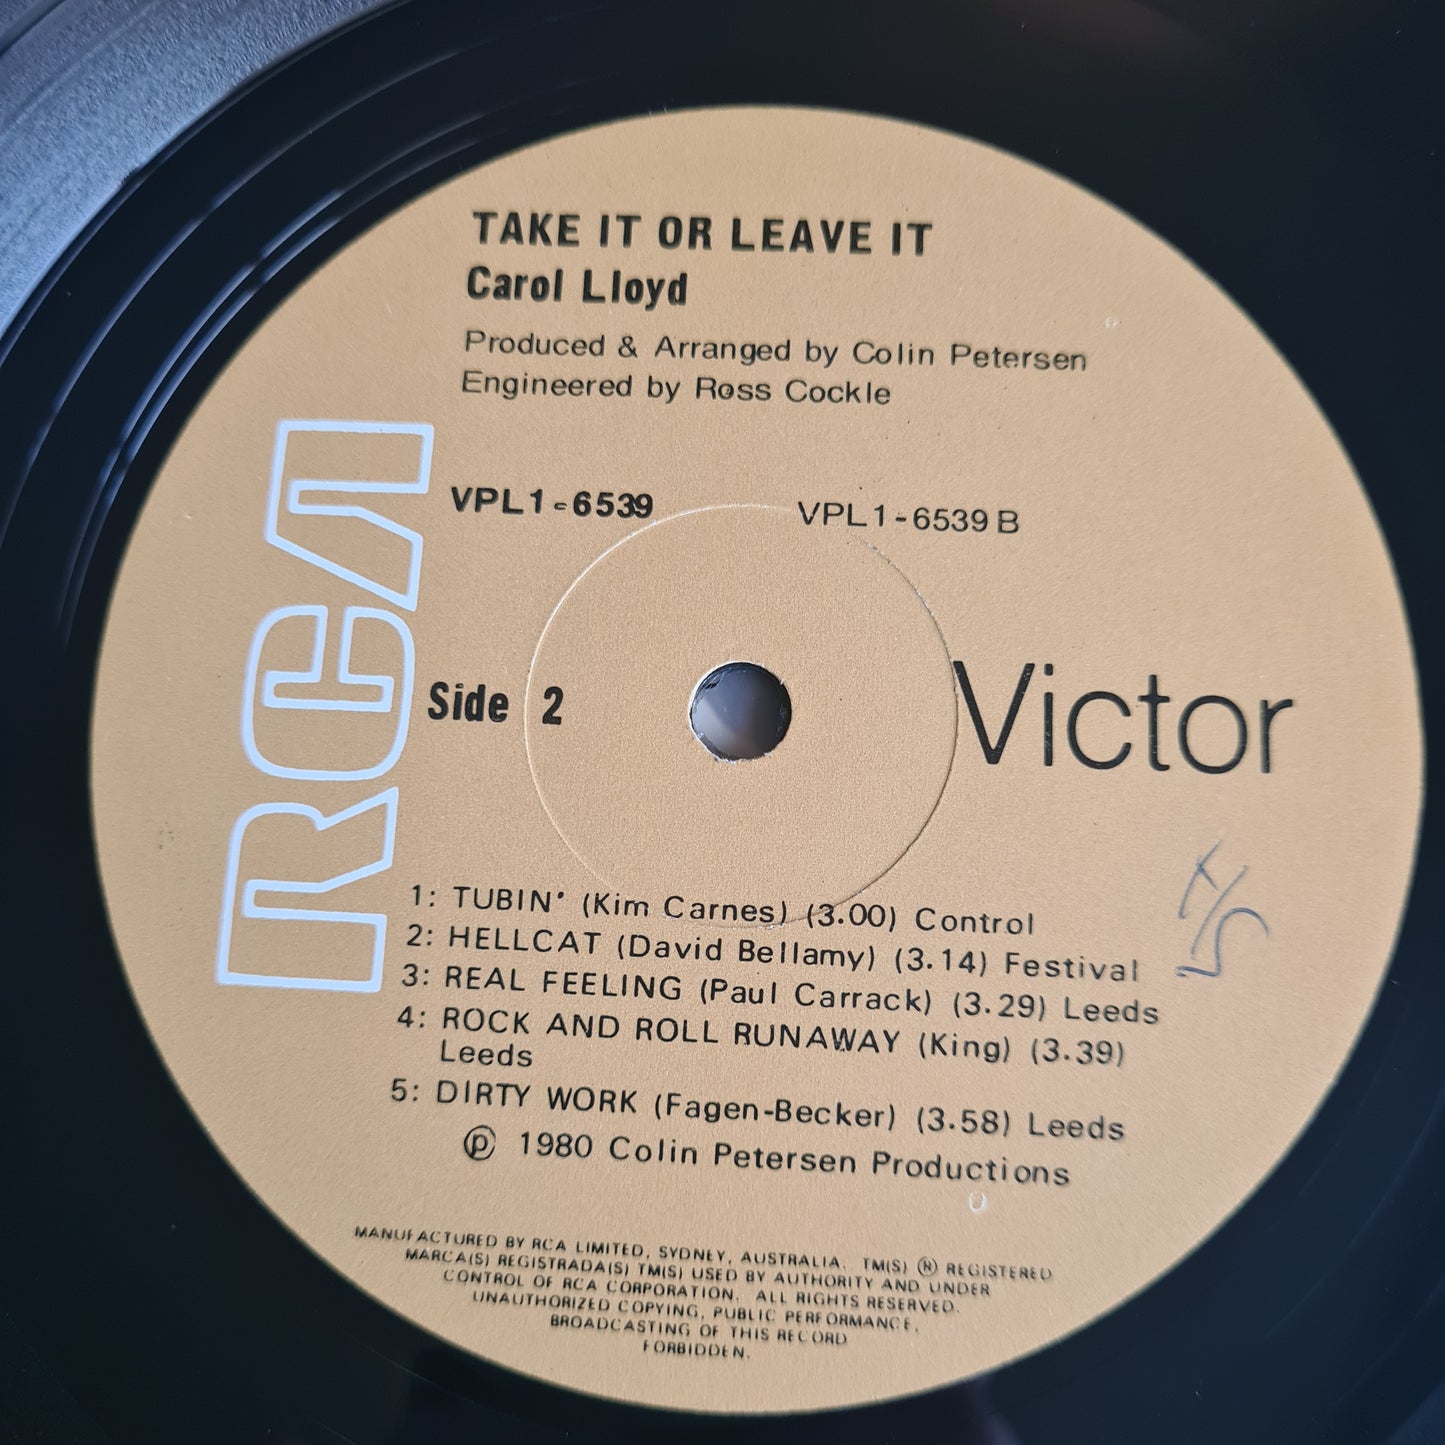 TAKE IT OR LEAVE IT
Carol Lloyd
Produced & Arranged by Colin Petersen
Engineered by Ross Cockle
VPL1-6539
VPL1-6539 B
RCA
Side 2
Victor
1: TUBIN' (Kim Carnes) (3.00) Control
2: HELLCAT (David Bellamy) (3.14) Festival
3: REAL FEELING (Paul Carrack) (3.29) Leeds
4: ROCK AND ROLL RUNAWAY (King) (3.39)
Leeds
5: DIRTY WORK (Fagen-Becker) (3.58) Leeds
℗ 1980 Colin Petersen Productions
MANUFACTURED BY RCA LIMITED, SYDNEY, AUSTRALIA. TM(S) ® REGISTERED
MARCA(S) REGISTRADA(S) TM(S) USED BY AUTHORITY AND UNDER
CONTROL OF RCA CORPORATION. ALL RIGHTS RESERVED.
UNAUTHORIZED COPYING, PUBLIC PERFORMANCE,
BROADCASTING OF THIS RECORD
FORBIDDEN.